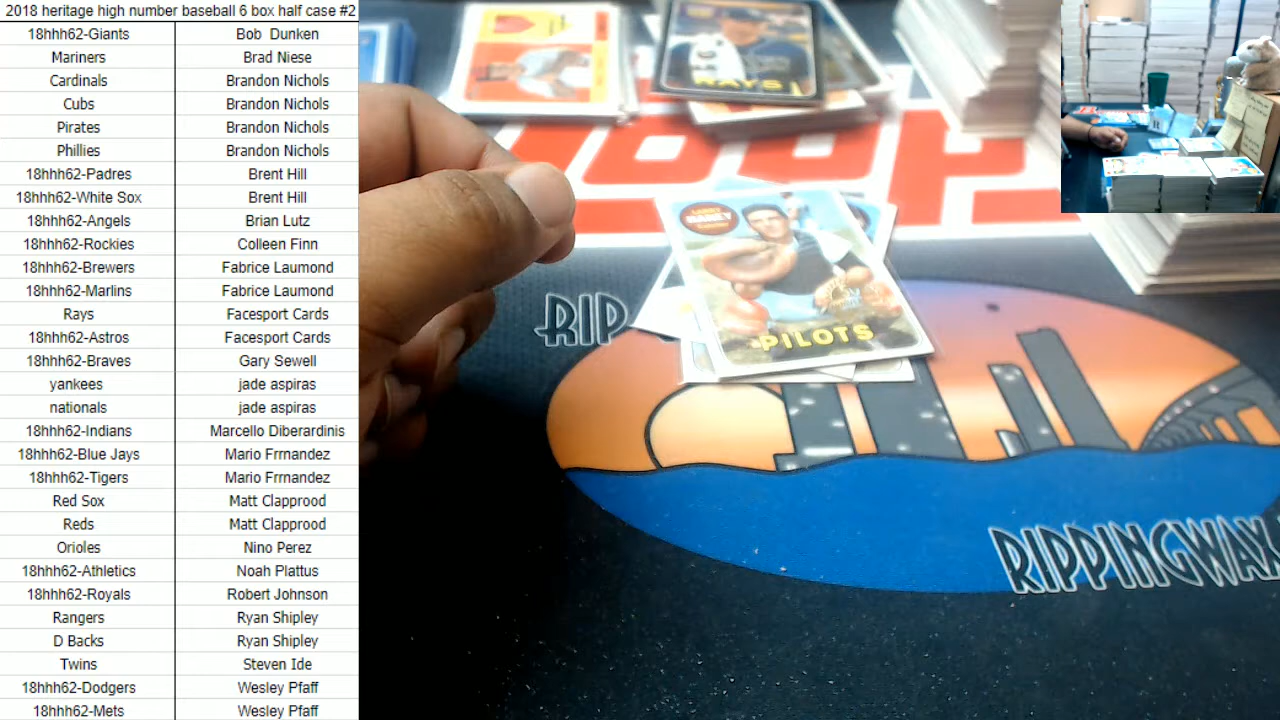 2018 heritage high number baseball 6 box half case #2
18hhh62-Giants Bob Dunken
Mariners Brad Niese
Cardinals Brandon Nichols
Cubs Brandon Nichols
Pirates Brandon Nichols
Phillies Brandon Nichols
18hhh62-Padres Brent Hill
18hhh62-White Sox Brent Hill
18hhh62-Angels Brian Lutz
18hhh62-Rockies Colleen Finn
18hhh62-Brewers Fabrice Laumond
18hhh62-Marlins Fabrice Laumond
Rays Facesport Cards
18hhh62-Astros Facesport Cards
18hhh62-Braves Gary Sewell
yankees jade aspiras
nationals jade aspiras
18hhh62-Indians Marcello Diberardinis
18hhh62-Blue Jays Mario Frrnandez
18hhh62-Tigers Mario Frrnandez
Red Sox Matt Clapprood
Reds Matt Clapprood
Orioles Nino Perez
18hhh62-Athletics Noah Plattus
18hhh62-Royals Robert Johnson
Rangers Ryan Shipley
D Backs Ryan Shipley
Twins Steven Ide
18hhh62-Dodgers Wesley Pfaff
18hhh62-Mets Wesley Pfaff
RAYS
PILOTS
RIP
RIPPINGWAX